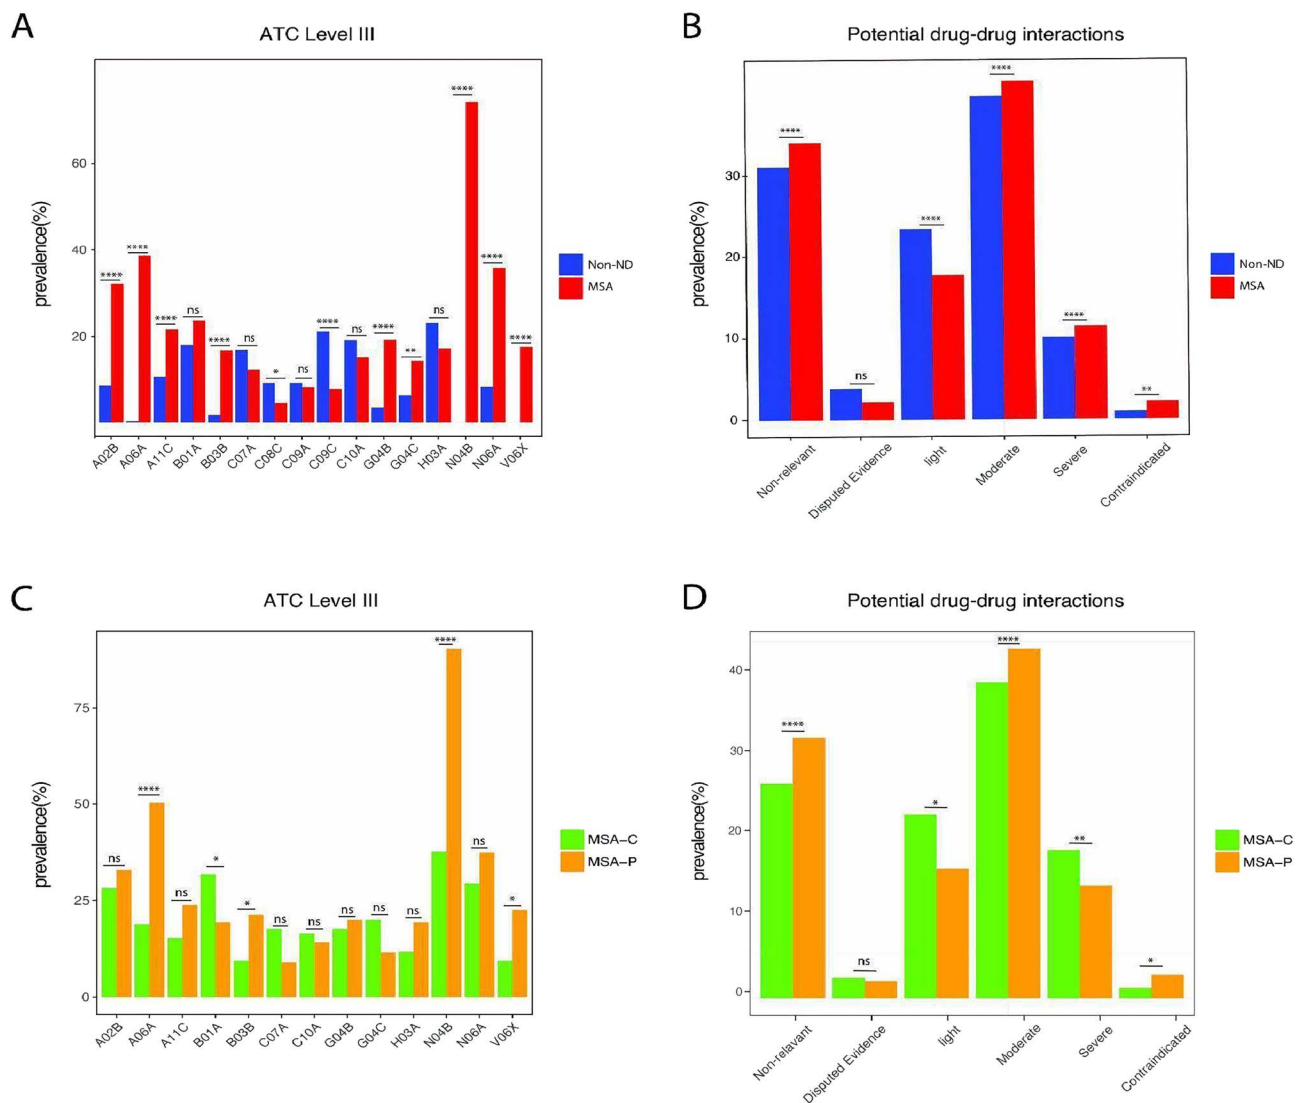 A
ATC Level III
prevalence(%)
60
40
20
****
****
****
ns
****
ns
*
ns
****
ns
****
**
ns
****
****
****
A02B
A06A
A11C
B01A
B03B
C07A
C08C
C09A
C09C
C10A
G04B
G04C
H03A
N04B
N06A
V06X
Non-ND
MSA
B
Potential drug-drug interactions
prevalence(%)
30
20
10
0
****
ns
****
****
****
**
Non-relevant
Disputed Evidence
light
Moderate
Severe
Contraindicated
Non-ND
MSA
C
ATC Level III
prevalence(%)
75
50
25
0
ns
****
ns
*
*
ns
ns
ns
ns
ns
****
ns
*
A02B
A06A
A11C
B01A
B03B
C07A
C10A
G04B
G04C
H03A
N04B
N06A
V06X
MSA–C
MSA–P
D
Potential drug-drug interactions
prevalence(%)
40
30
20
10
0
****
ns
*
****
**
*
Non-relavant
Disputed Evidence
light
Moderate
Severe
Contraindicated
MSA–C
MSA–P